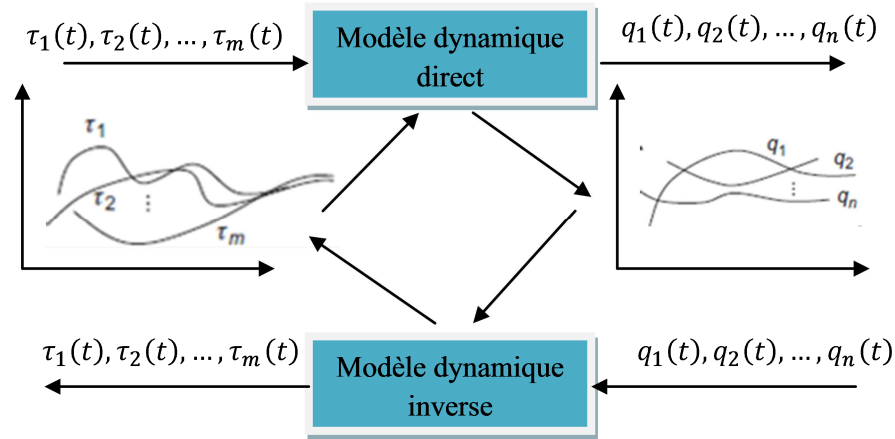 τ₁(t), τ₂(t), …, τₘ(t)
Modèle dynamique
direct
q₁(t), q₂(t), …, qₙ(t)
τ₁
τ₂
⋮
τₘ
q₁
q₂
⋮
qₙ
τ₁(t), τ₂(t), …, τₘ(t)
Modèle dynamique
inverse
q₁(t), q₂(t), …, qₙ(t)